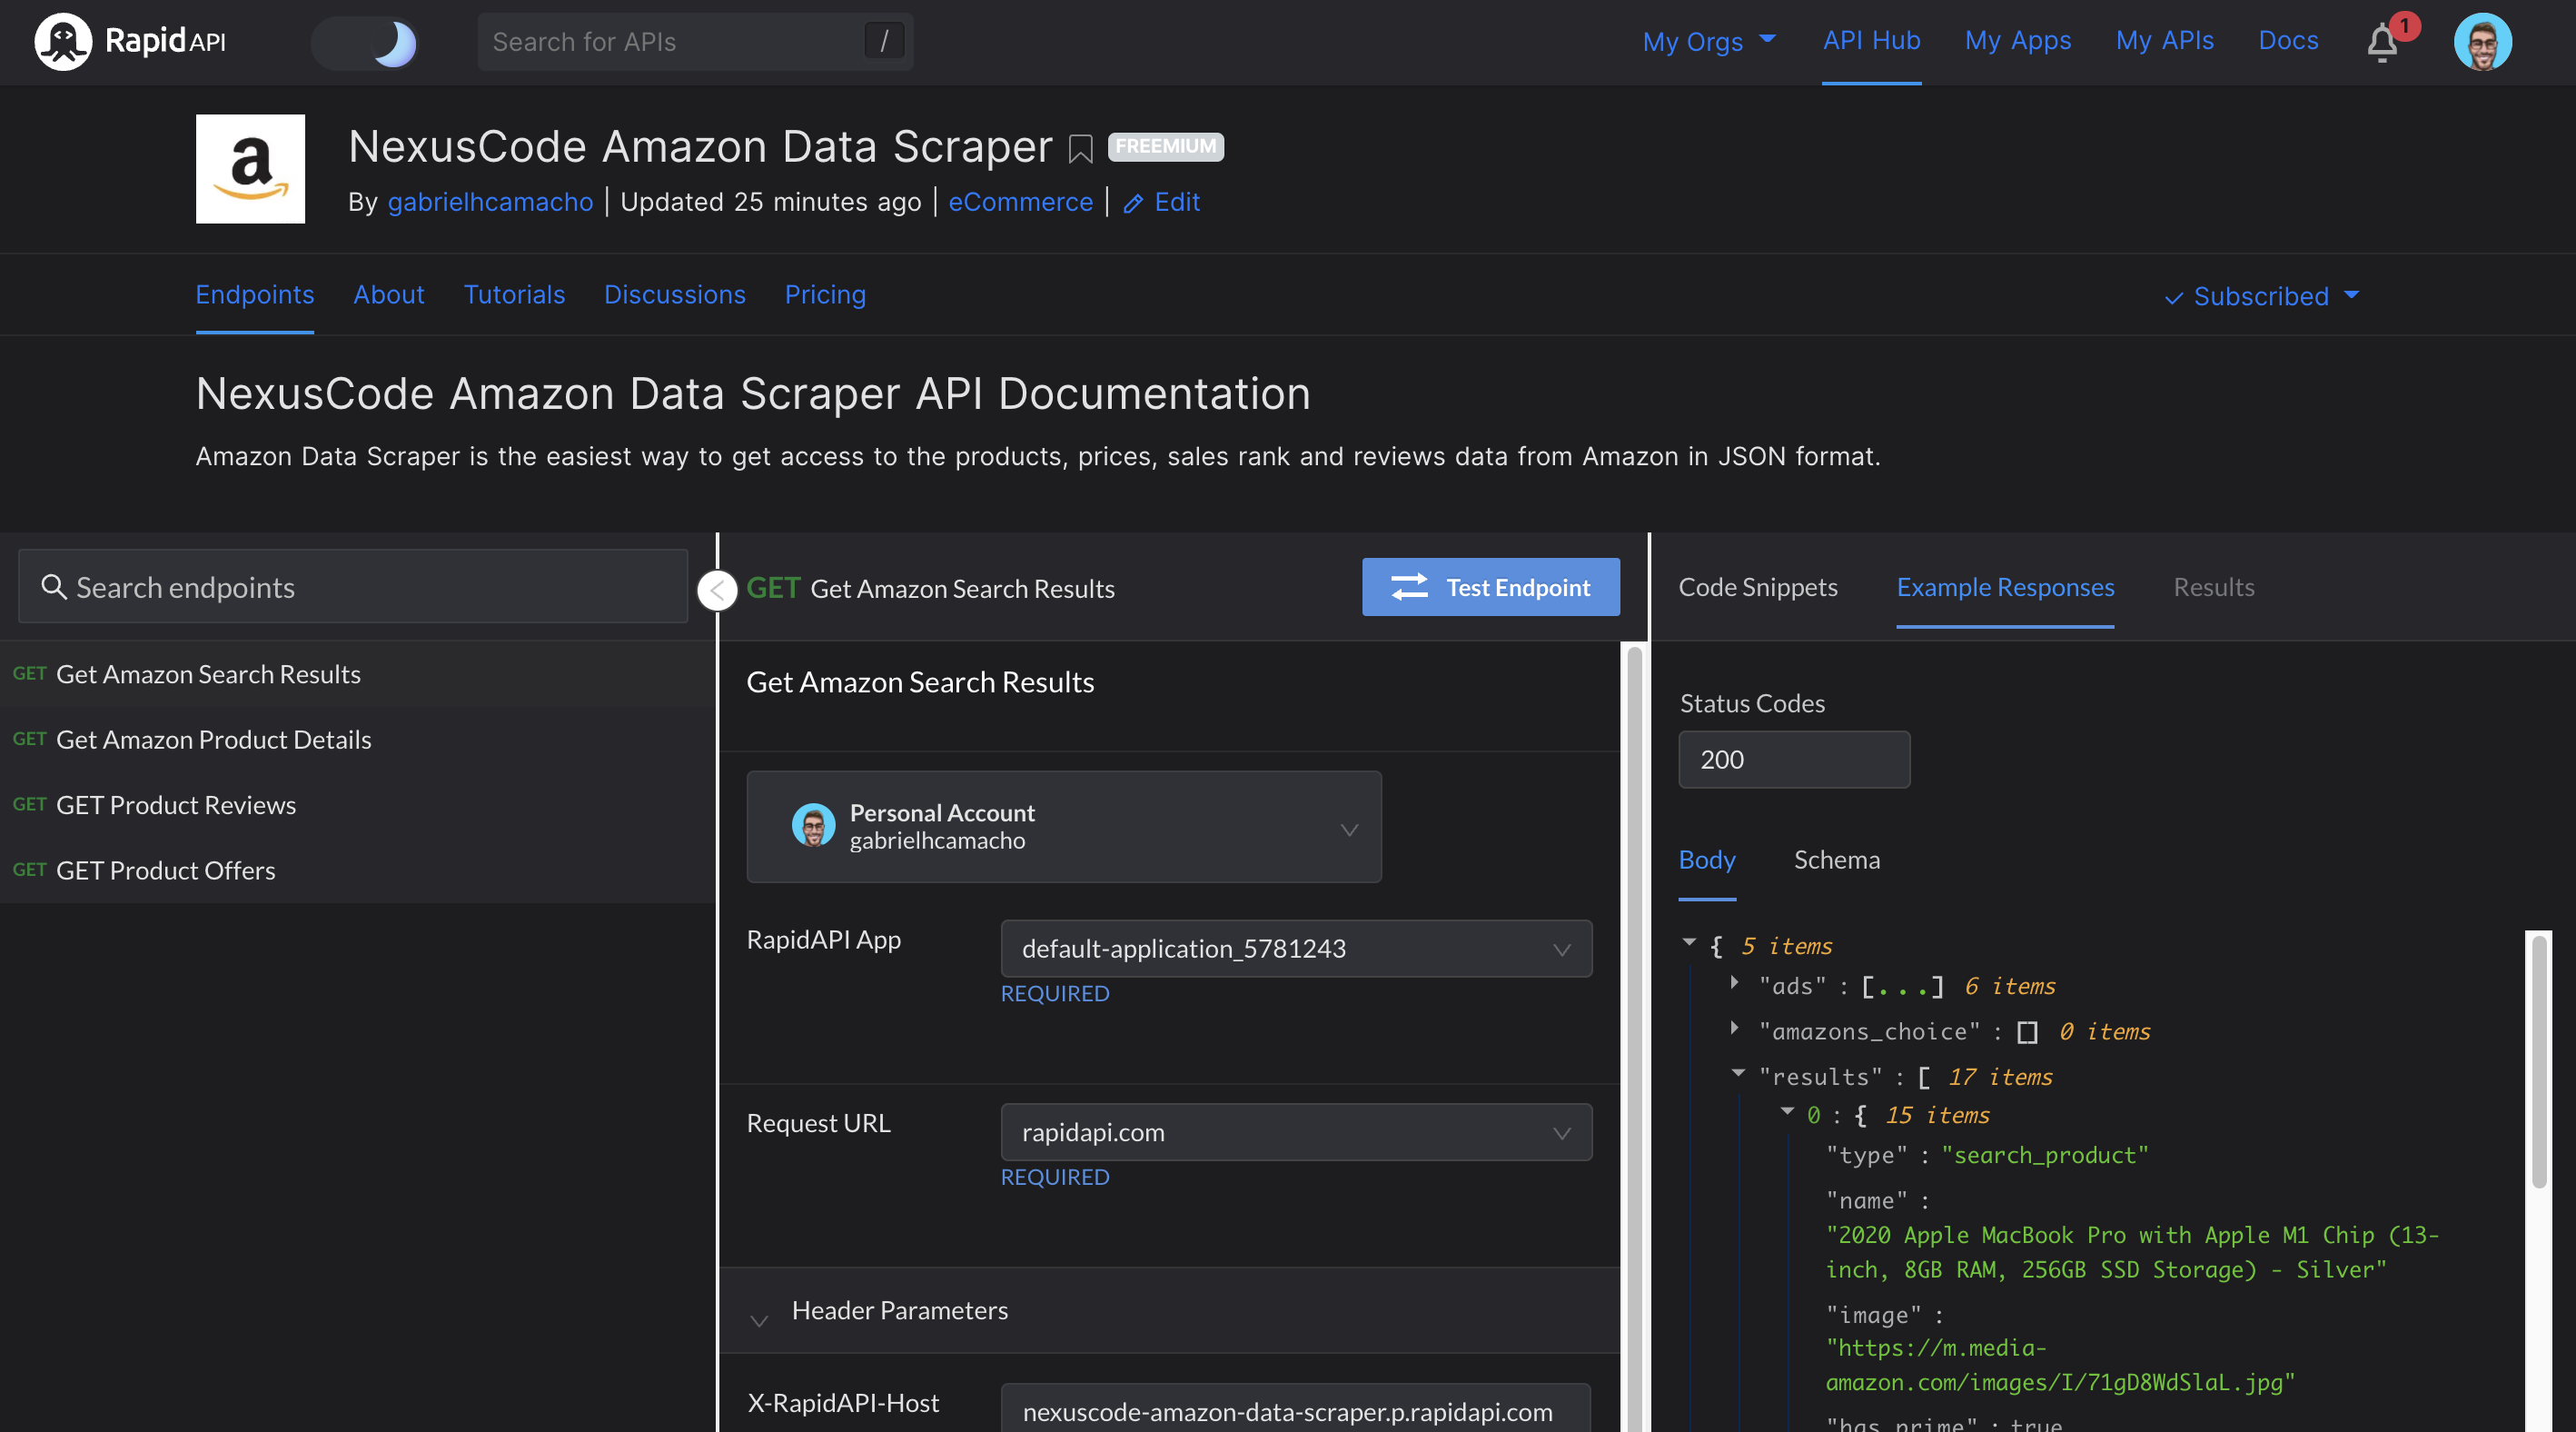 RapidAPI
Search for APIs
/
My Orgs
API Hub
My Apps
My APIs
Docs
1
a
NexusCode Amazon Data Scraper
FREEMIUM
By gabrielhcamacho | Updated 25 minutes ago | eCommerce | Edit
Endpoints
About
Tutorials
Discussions
Pricing
Subscribed
NexusCode Amazon Data Scraper API Documentation
Amazon Data Scraper is the easiest way to get access to the products, prices, sales rank and reviews data from Amazon in JSON format.
Search endpoints
GET Get Amazon Search Results
GET Get Amazon Product Details
GET GET Product Reviews
GET GET Product Offers
GET Get Amazon Search Results
Test Endpoint
Get Amazon Search Results
Personal Account
gabrielhcamacho
RapidAPI App
default-application_5781243
REQUIRED
Request URL
rapidapi.com
REQUIRED
Header Parameters
X-RapidAPI-Host
nexuscode-amazon-data-scraper.p.rapidapi.com
Code Snippets
Example Responses
Results
Status Codes
200
Body
Schema
{ 5 items
"ads" : [...] 6 items
"amazons_choice" : [] 0 items
"results" : [ 17 items
0 : { 15 items
"type" : "search_product"
"name" :
"2020 Apple MacBook Pro with Apple M1 Chip (13-
inch, 8GB RAM, 256GB SSD Storage) - Silver"
"image" :
"https://m.media-
amazon.com/images/I/71gD8WdSlaL.jpg"
"has_prime" : true